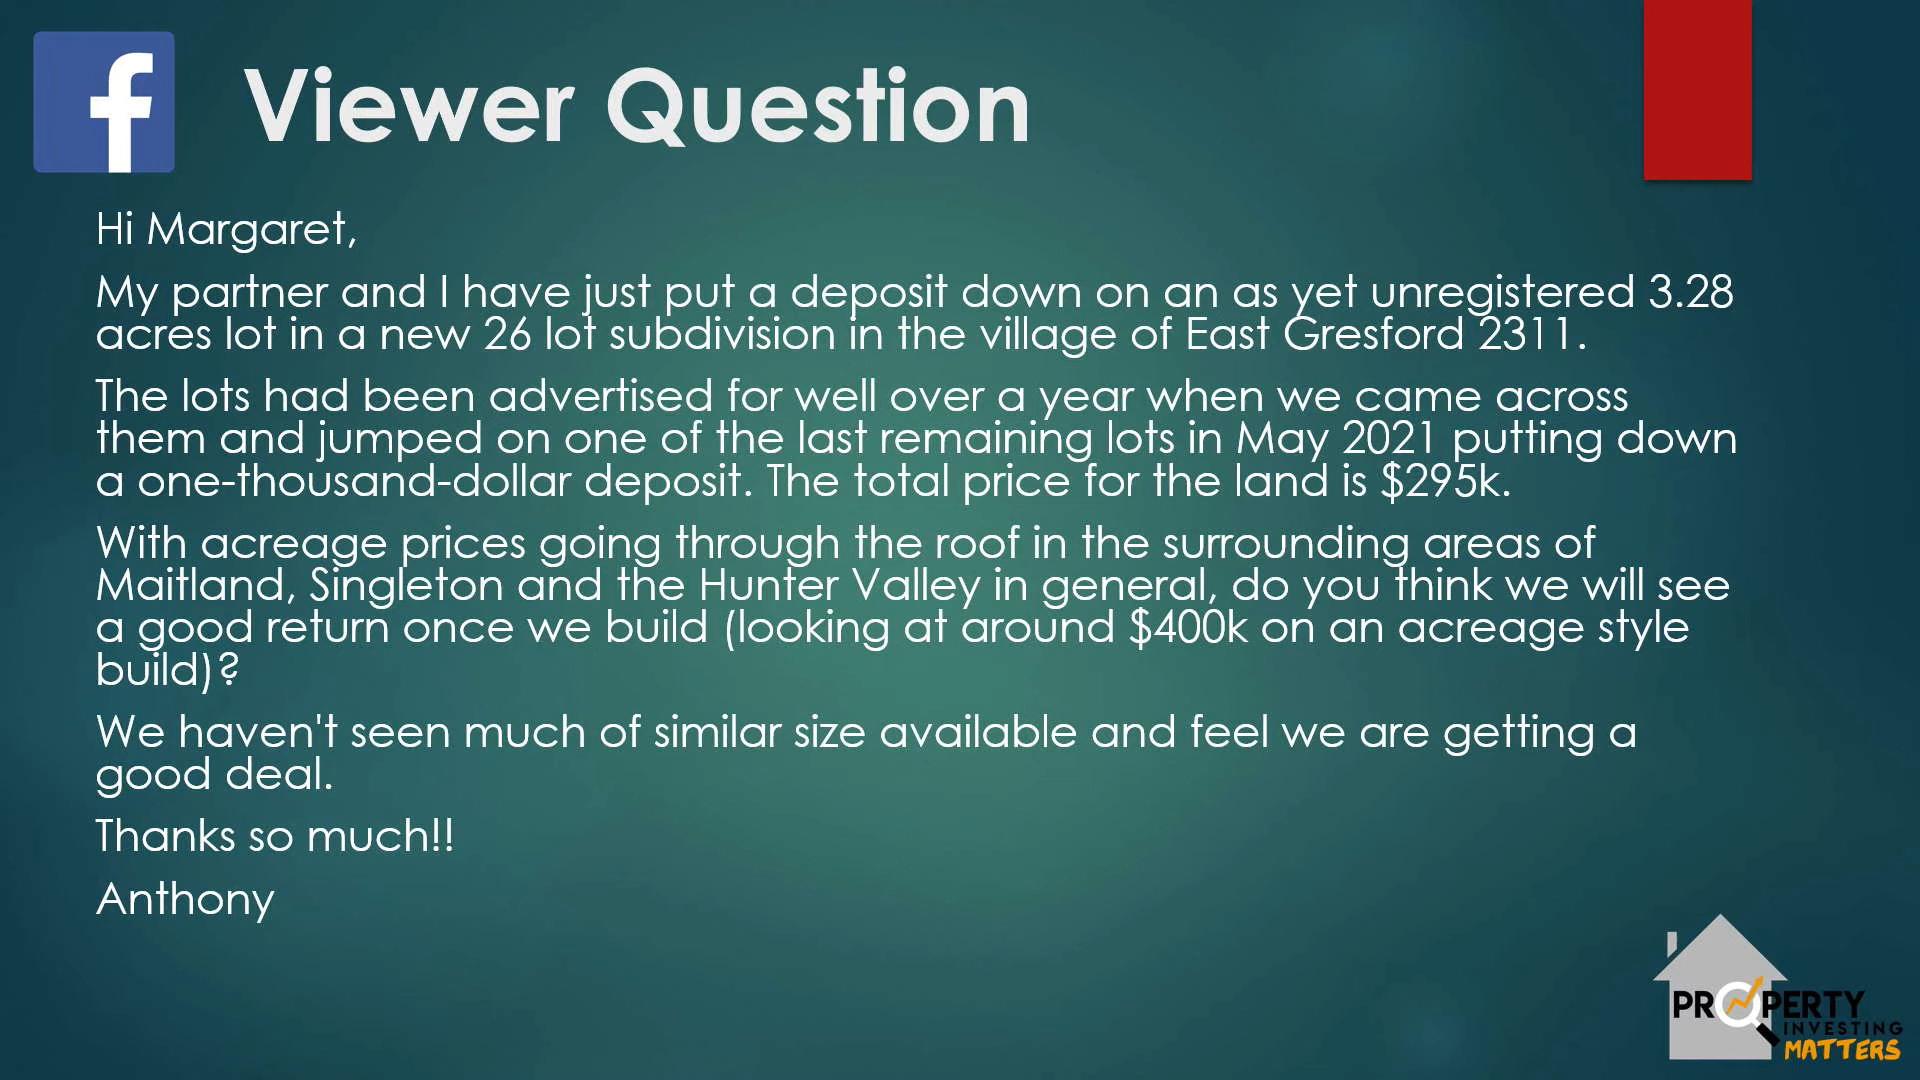 f
Viewer Question
Hi Margaret,
My partner and I have just put a deposit down on an as yet unregistered 3.28
acres lot in a new 26 lot subdivision in the village of East Gresford 2311.
The lots had been advertised for well over a year when we came across
them and jumped on one of the last remaining lots in May 2021 putting down
a one-thousand-dollar deposit. The total price for the land is $295k.
With acreage prices going through the roof in the surrounding areas of
Maitland, Singleton and the Hunter Valley in general, do you think we will see
a good return once we build (looking at around $400k on an acreage style
build)?
We haven't seen much of similar size available and feel we are getting a
good deal.
Thanks so much!!
Anthony
PROPERTY
INVESTING
MATTERS